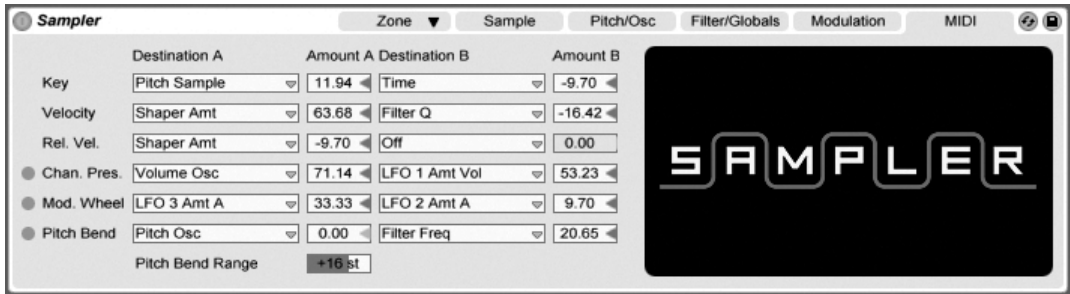 Sampler Zone Sample Pitch/Osc Filter/Globals Modulation MIDI
Destination A Amount A Destination B Amount B
Key Pitch Sample 11.94 Time -9.70
Velocity Shaper Amt 63.68 Filter Q -16.42
Rel. Vel. Shaper Amt -9.70 Off 0.00
Chan. Pres. Volume Osc 71.14 LFO 1 Amt Vol 53.23
Mod. Wheel LFO 3 Amt A 33.33 LFO 2 Amt A 9.70
Pitch Bend Pitch Osc 0.00 Filter Freq 20.65
Pitch Bend Range +16 st
SAMPLER